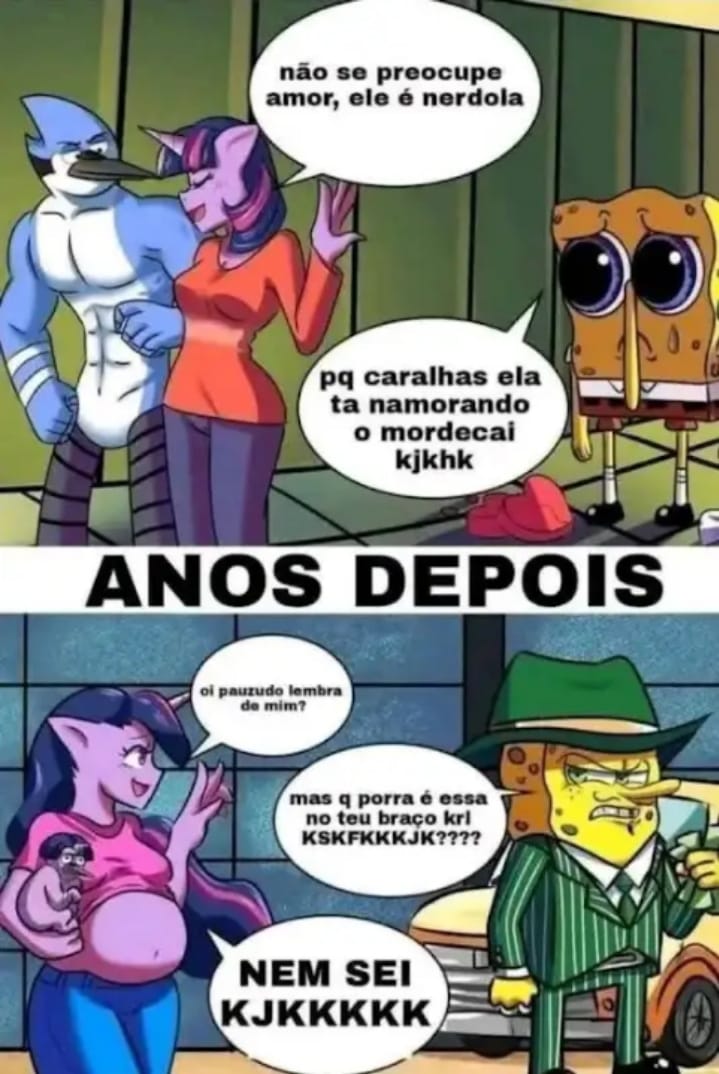 não se preocupe
amor, ele é nerdola
pq caralhas ela
ta namorando
o mordecai
kjkhk
ANOS DEPOIS
oi pauzudo lembra
de mim?
mas q porra é essa
no teu braço krl
KSKFKKKJK????
NEM SEI
KJKKKKK